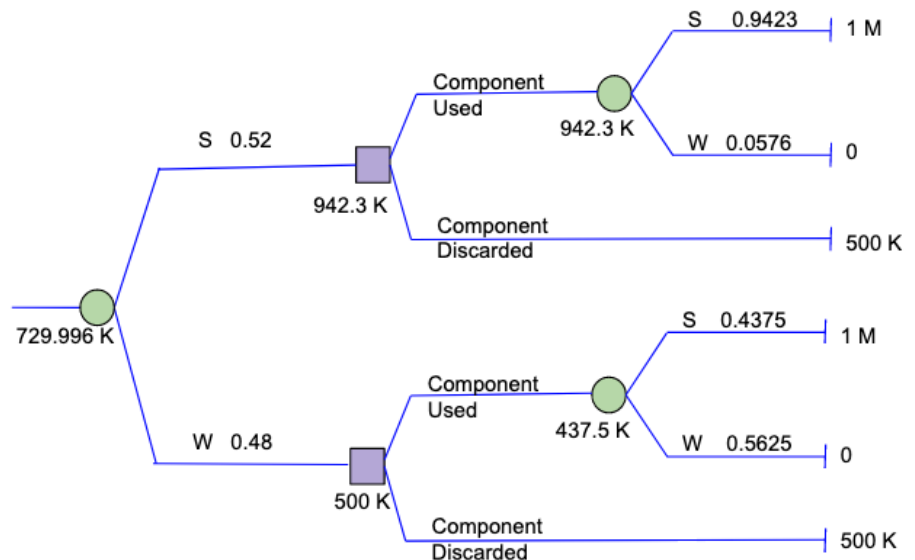 S 0.9423
1 M
Component
Used
942.3 K
W 0.0576
0
S 0.52
942.3 K
Component
Discarded
500 K
729.996 K
S 0.4375
1 M
Component
Used
437.5 K
W 0.5625
0
W 0.48
500 K
Component
Discarded
500 K